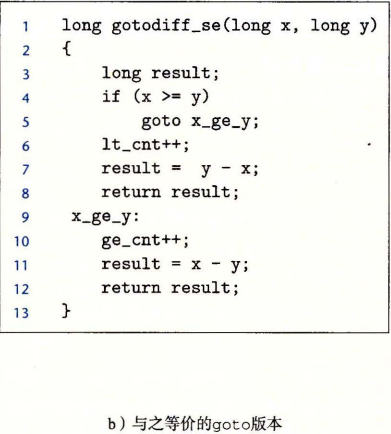 1 long gotodiff_se(long x, long y)
2 {
3     long result;
4     if (x >= y)
5         goto x_ge_y;
6     lt_cnt++;
7     result =  y - x;
8     return result;
9  x_ge_y:
10     ge_cnt++;
11     result = x - y;
12     return result;
13 }
b）与之等价的goto版本